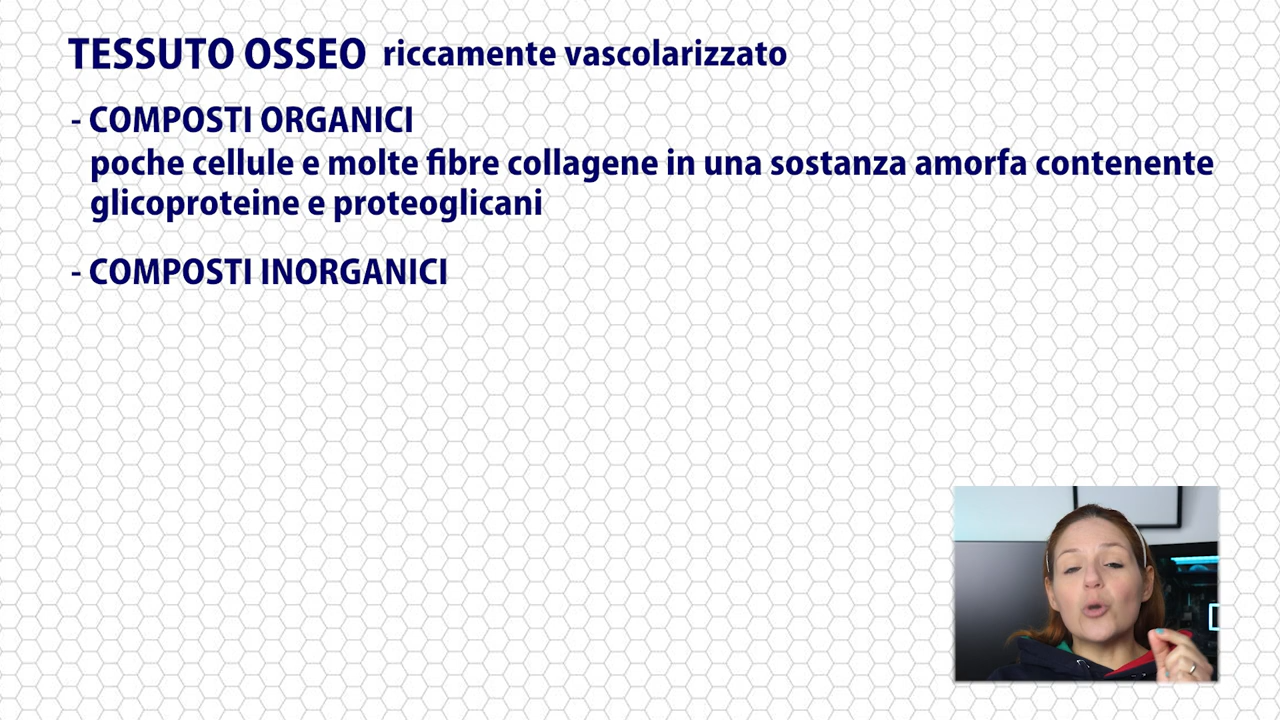 TESSUTO OSSEO riccamente vascolarizzato
- COMPOSTI ORGANICI
poche cellule e molte fibre collagene in una sostanza amorfa contenente
glicoproteine e proteoglicani
- COMPOSTI INORGANICI